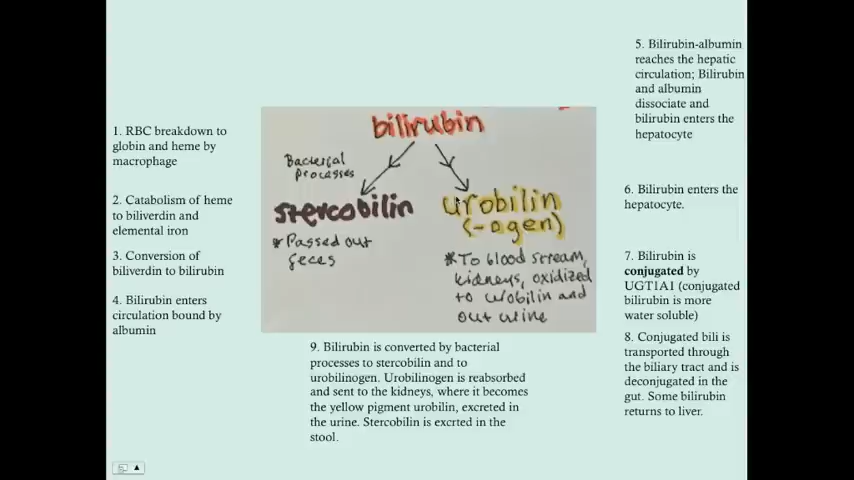 1. RBC breakdown to
globin and heme by
macrophage
2. Catabolism of heme
to biliverdin and
elemental iron
3. Conversion of
biliverdin to bilirubin
4. Bilirubin enters
circulation bound by
albumin
bilirubin
Bacterial
Processes
stercobilin
* Passed out
feces
urobilin
(-ogen)
* To blood stream,
kidneys, oxidized
to urobilin and
out urine
5. Bilirubin-albumin
reaches the hepatic
circulation; Bilirubin
and albumin
dissociate and
bilirubin enters the
hepatocyte
6. Bilirubin enters the
hepatocyte.
7. Bilirubin is
conjugated by
UGT1A1 (conjugated
bilirubin is more
water soluble)
8. Conjugated bili is
transported through
the biliary tract and is
deconjugated in the
gut. Some bilirubin
returns to liver.
9. Bilirubin is converted by bacterial
processes to stercobilin and to
urobilinogen. Urobilinogen is reabsorbed
and sent to the kidneys, where it becomes
the yellow pigment urobilin, excreted in
the urine. Stercobilin is excrted in the
stool.